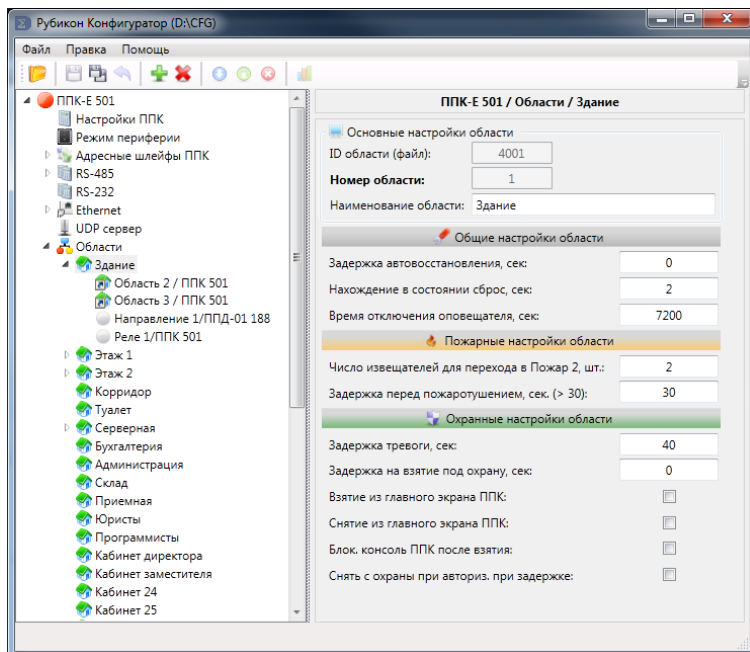 Рубикон Конфигуратор (D:\CFG)
Файл Правка Помощь
ППК-Е 501
Настройки ППК
Режим периферии
Адресные шлейфы ППК
RS-485
RS-232
Ethernet
UDP сервер
Области
Здание
Область 2 / ППК 501
Область 3 / ППК 501
Направление 1/ППД-01 188
Реле 1/ППК 501
Этаж 1
Этаж 2
Корридор
Туалет
Серверная
Бухгалтерия
Администрация
Склад
Приемная
Юристы
Программисты
Кабинет директора
Кабинет заместителя
Кабинет 24
Кабинет 25
ППК-Е 501 / Области / Здание
Основные настройки области
ID области (файл): 4001
Номер области: 1
Наименование области: Здание
Общие настройки области
Задержка автовосстановления, сек: 0
Нахождение в состоянии сброс, сек: 2
Время отключения оповещателя, сек: 7200
Пожарные настройки области
Число извещателей для перехода в Пожар 2, шт.: 2
Задержка перед пожаротушением, сек. (> 30): 30
Охранные настройки области
Задержка тревоги, сек: 40
Задержка на взятие под охрану, сек: 0
Взятие из главного экрана ППК:
Снятие из главного экрана ППК:
Блок. консоль ППК после взятия:
Снять с охраны при авториз. при задержке: